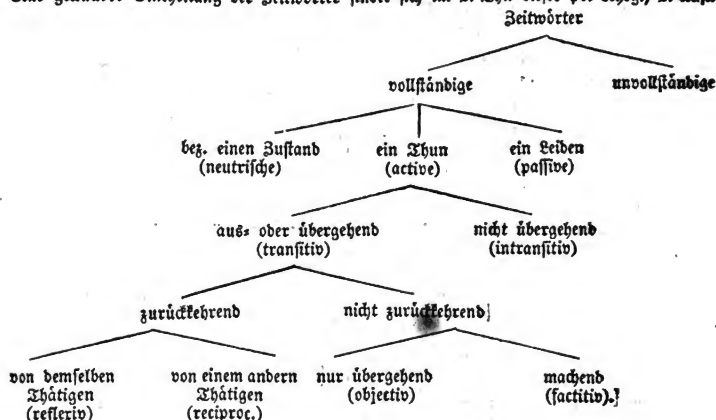 Zeitwörter
vollständige unvollständige
bez. einen Zustand ein Thun ein Leiden
(neutrische) (active) (passive)
aus= oder übergehend nicht übergehend
(transitiv) (intransitiv)
zurückkehrend nicht zurückkehrend]
von demselben von einem andern nur übergehend machend
Thätigen Thätigen (objectiv) (factitiv).]
(reflexiv) (reciproc.)